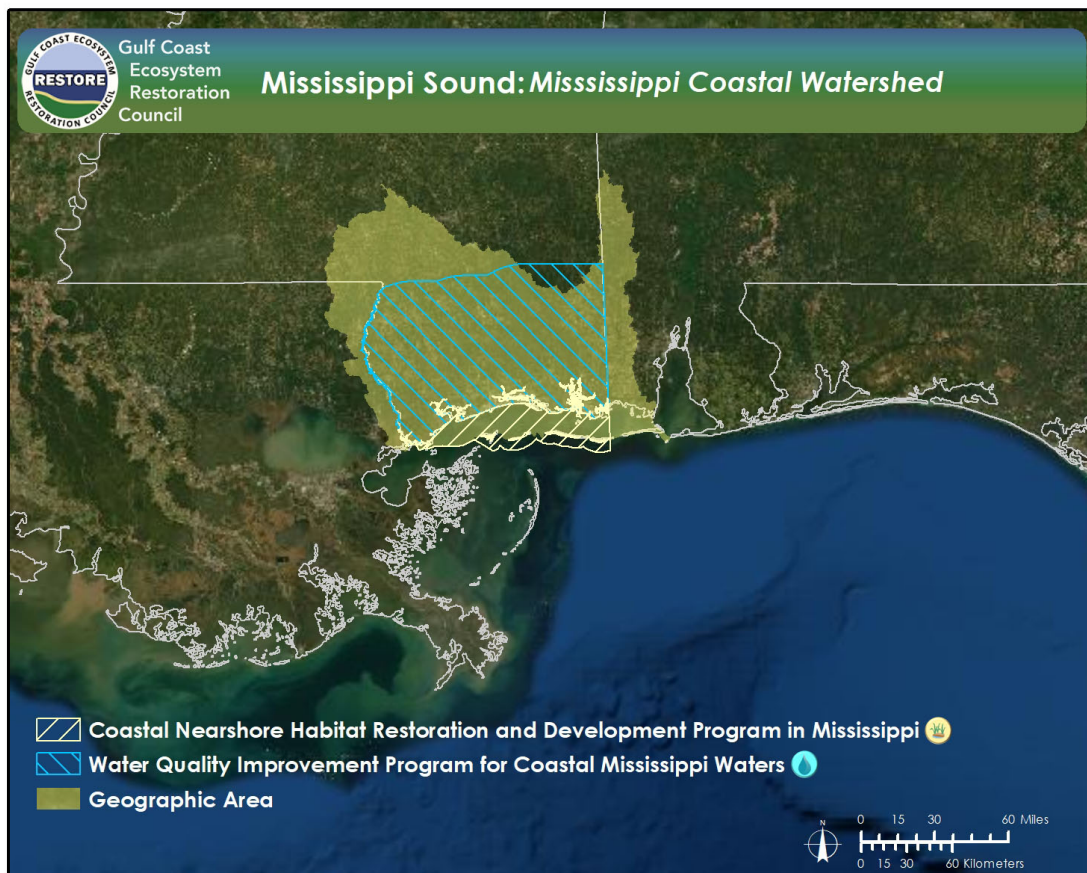 GULF COAST ECOSYSTEM
RESTORE
RESTORATION COUNCIL
Gulf Coast
Ecosystem
Restoration
Council
Mississippi Sound: Misssissippi Coastal Watershed
Coastal Nearshore Habitat Restoration and Development Program in Mississippi
Water Quality Improvement Program for Coastal Mississippi Waters
Geographic Area
N
0 15 30 60 Miles
0 15 30 60 Kilometers